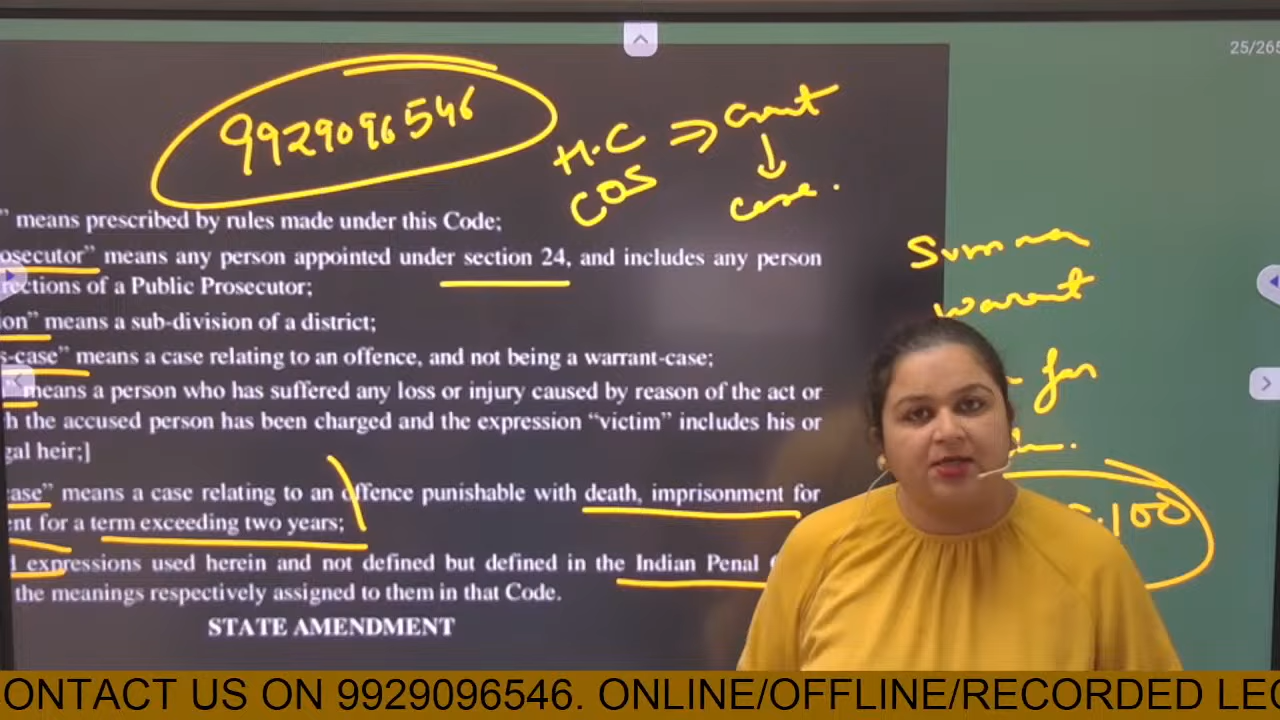 25/265
9929096546
H.C ⇒ court
COS case.
" means prescribed by rules made under this Code;
osecutor" means any person appointed under section 24, and includes any person
rections of a Public Prosecutor;
ion" means a sub-division of a district;
s-case" means a case relating to an offence, and not being a warrant-case;
" means a person who has suffered any loss or injury caused by reason of the act or
h the accused person has been charged and the expression "victim" includes his or
gal heir;]
case" means a case relating to an offence punishable with death, imprisonment for
ent for a term exceeding two years;
expressions used herein and not defined but defined in the Indian Penal
the meanings respectively assigned to them in that Code.
STATE AMENDMENT
warant
for
.100
ONTACT US ON 9929096546. ONLINE/OFFLINE/RECORDED LEC